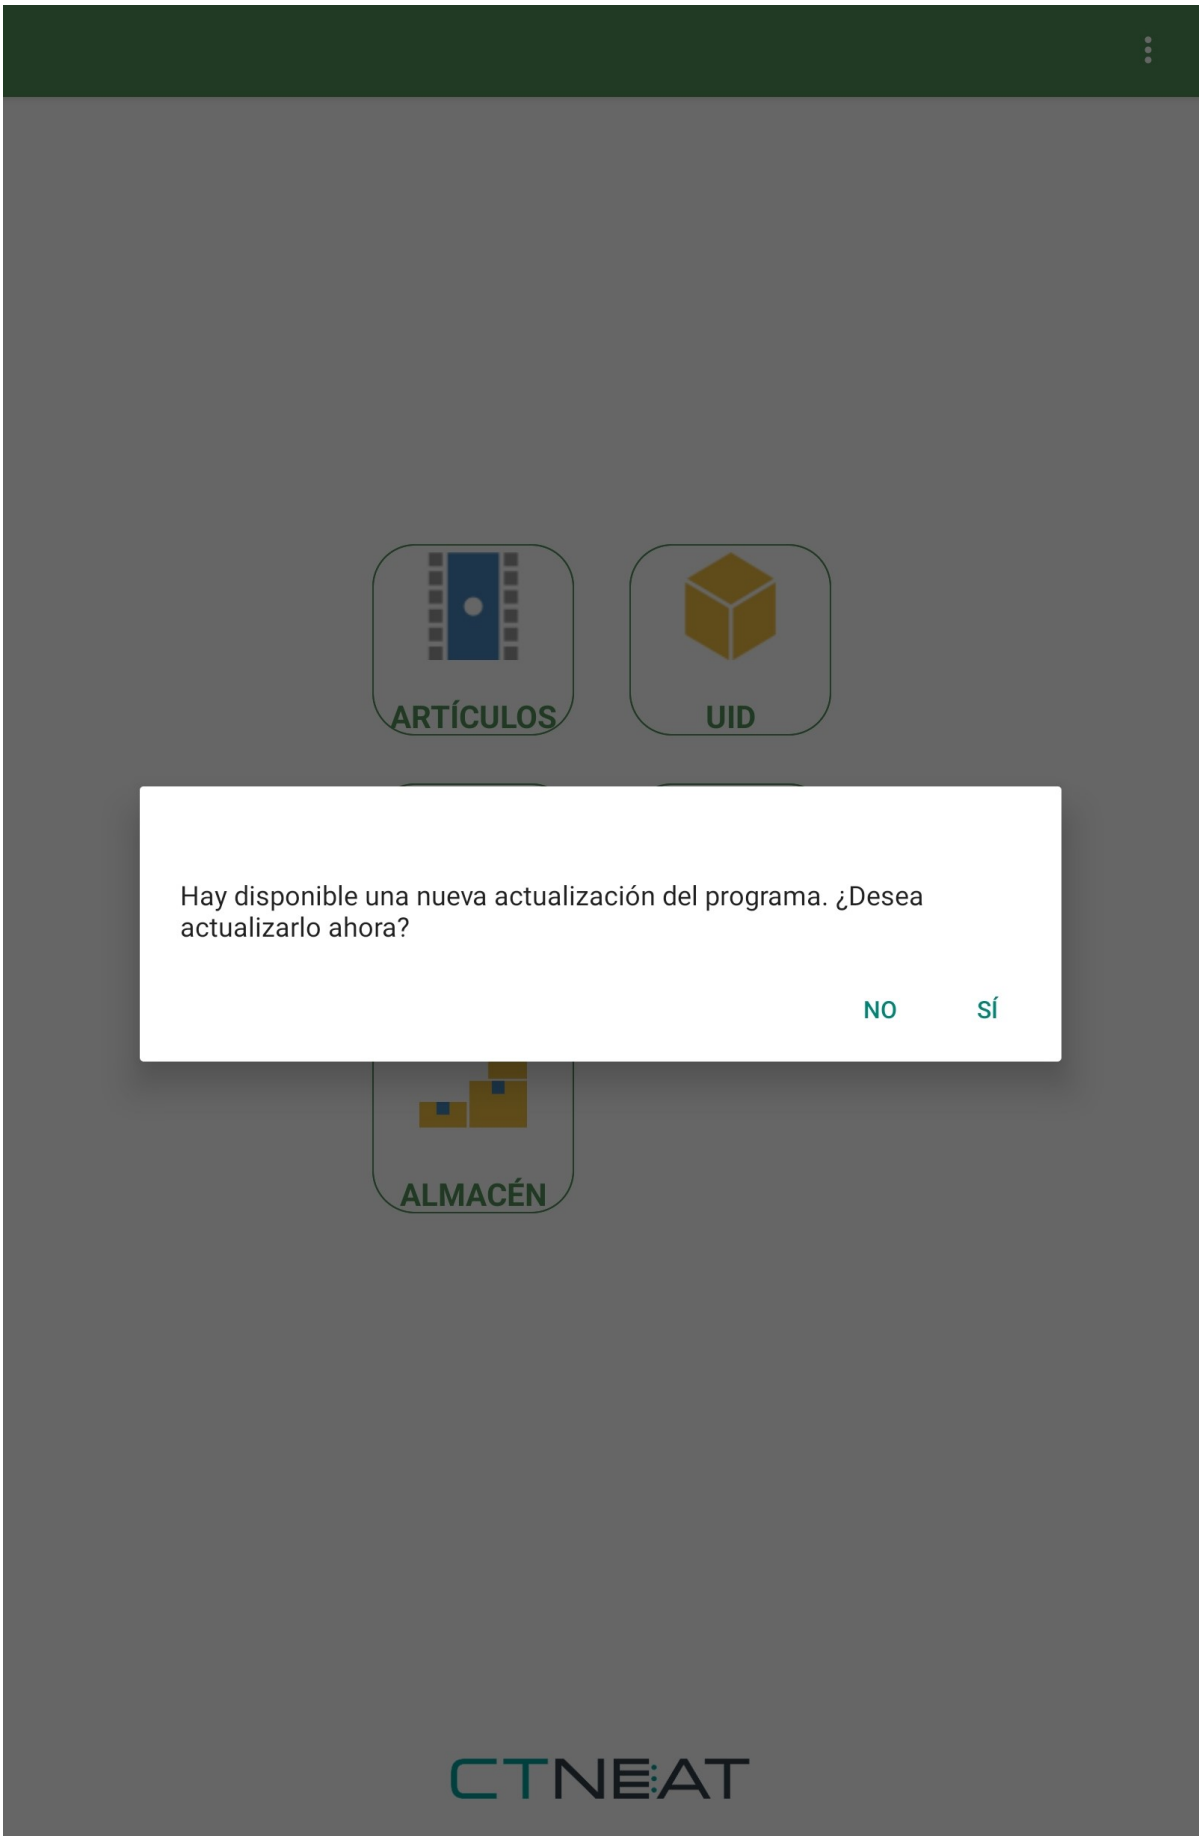 ARTÍCULOS
UID
Hay disponible una nueva actualización del programa. ¿Desea
actualizarlo ahora?
NO
SÍ
ALMACÉN
CTNEAT